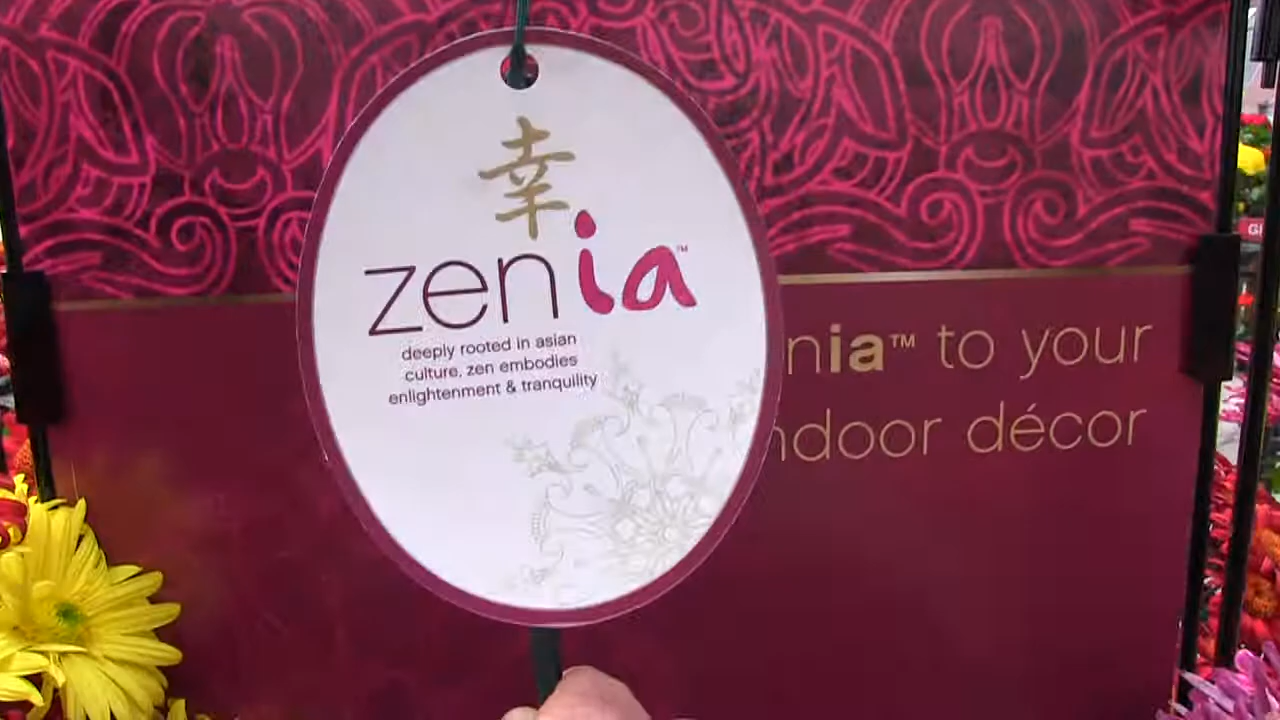 幸
zenia™
deeply rooted in asian
culture, zen embodies
enlightenment & tranquility
nia™ to your
ndoor décor